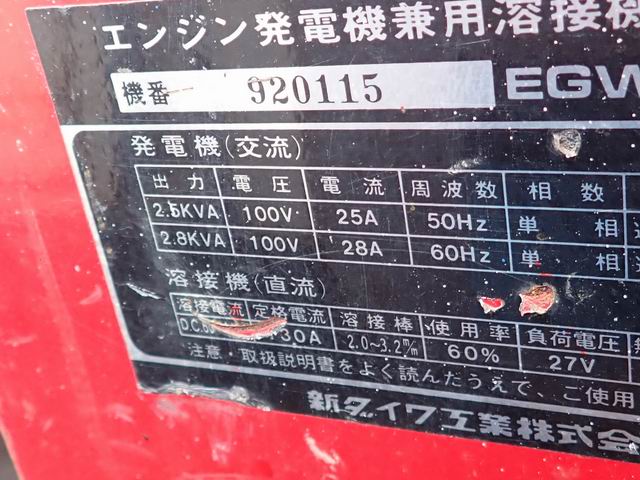 エンジン発電機兼用溶接機
機番 920115 EGW
発電機(交流)
出力 電圧 電流 周波数 相数
2.5KVA 100V 25A 50Hz 単相
2.8KVA 100V 28A 60Hz 単相
溶接機(直流)
溶接電流 定格電流 溶接棒 使用率 負荷電圧
D.C. 130A 2.0~3.2m/m 60% 27V
注意・取扱説明書をよく読んだうえで、ご使用
新ダイワ工業株式会